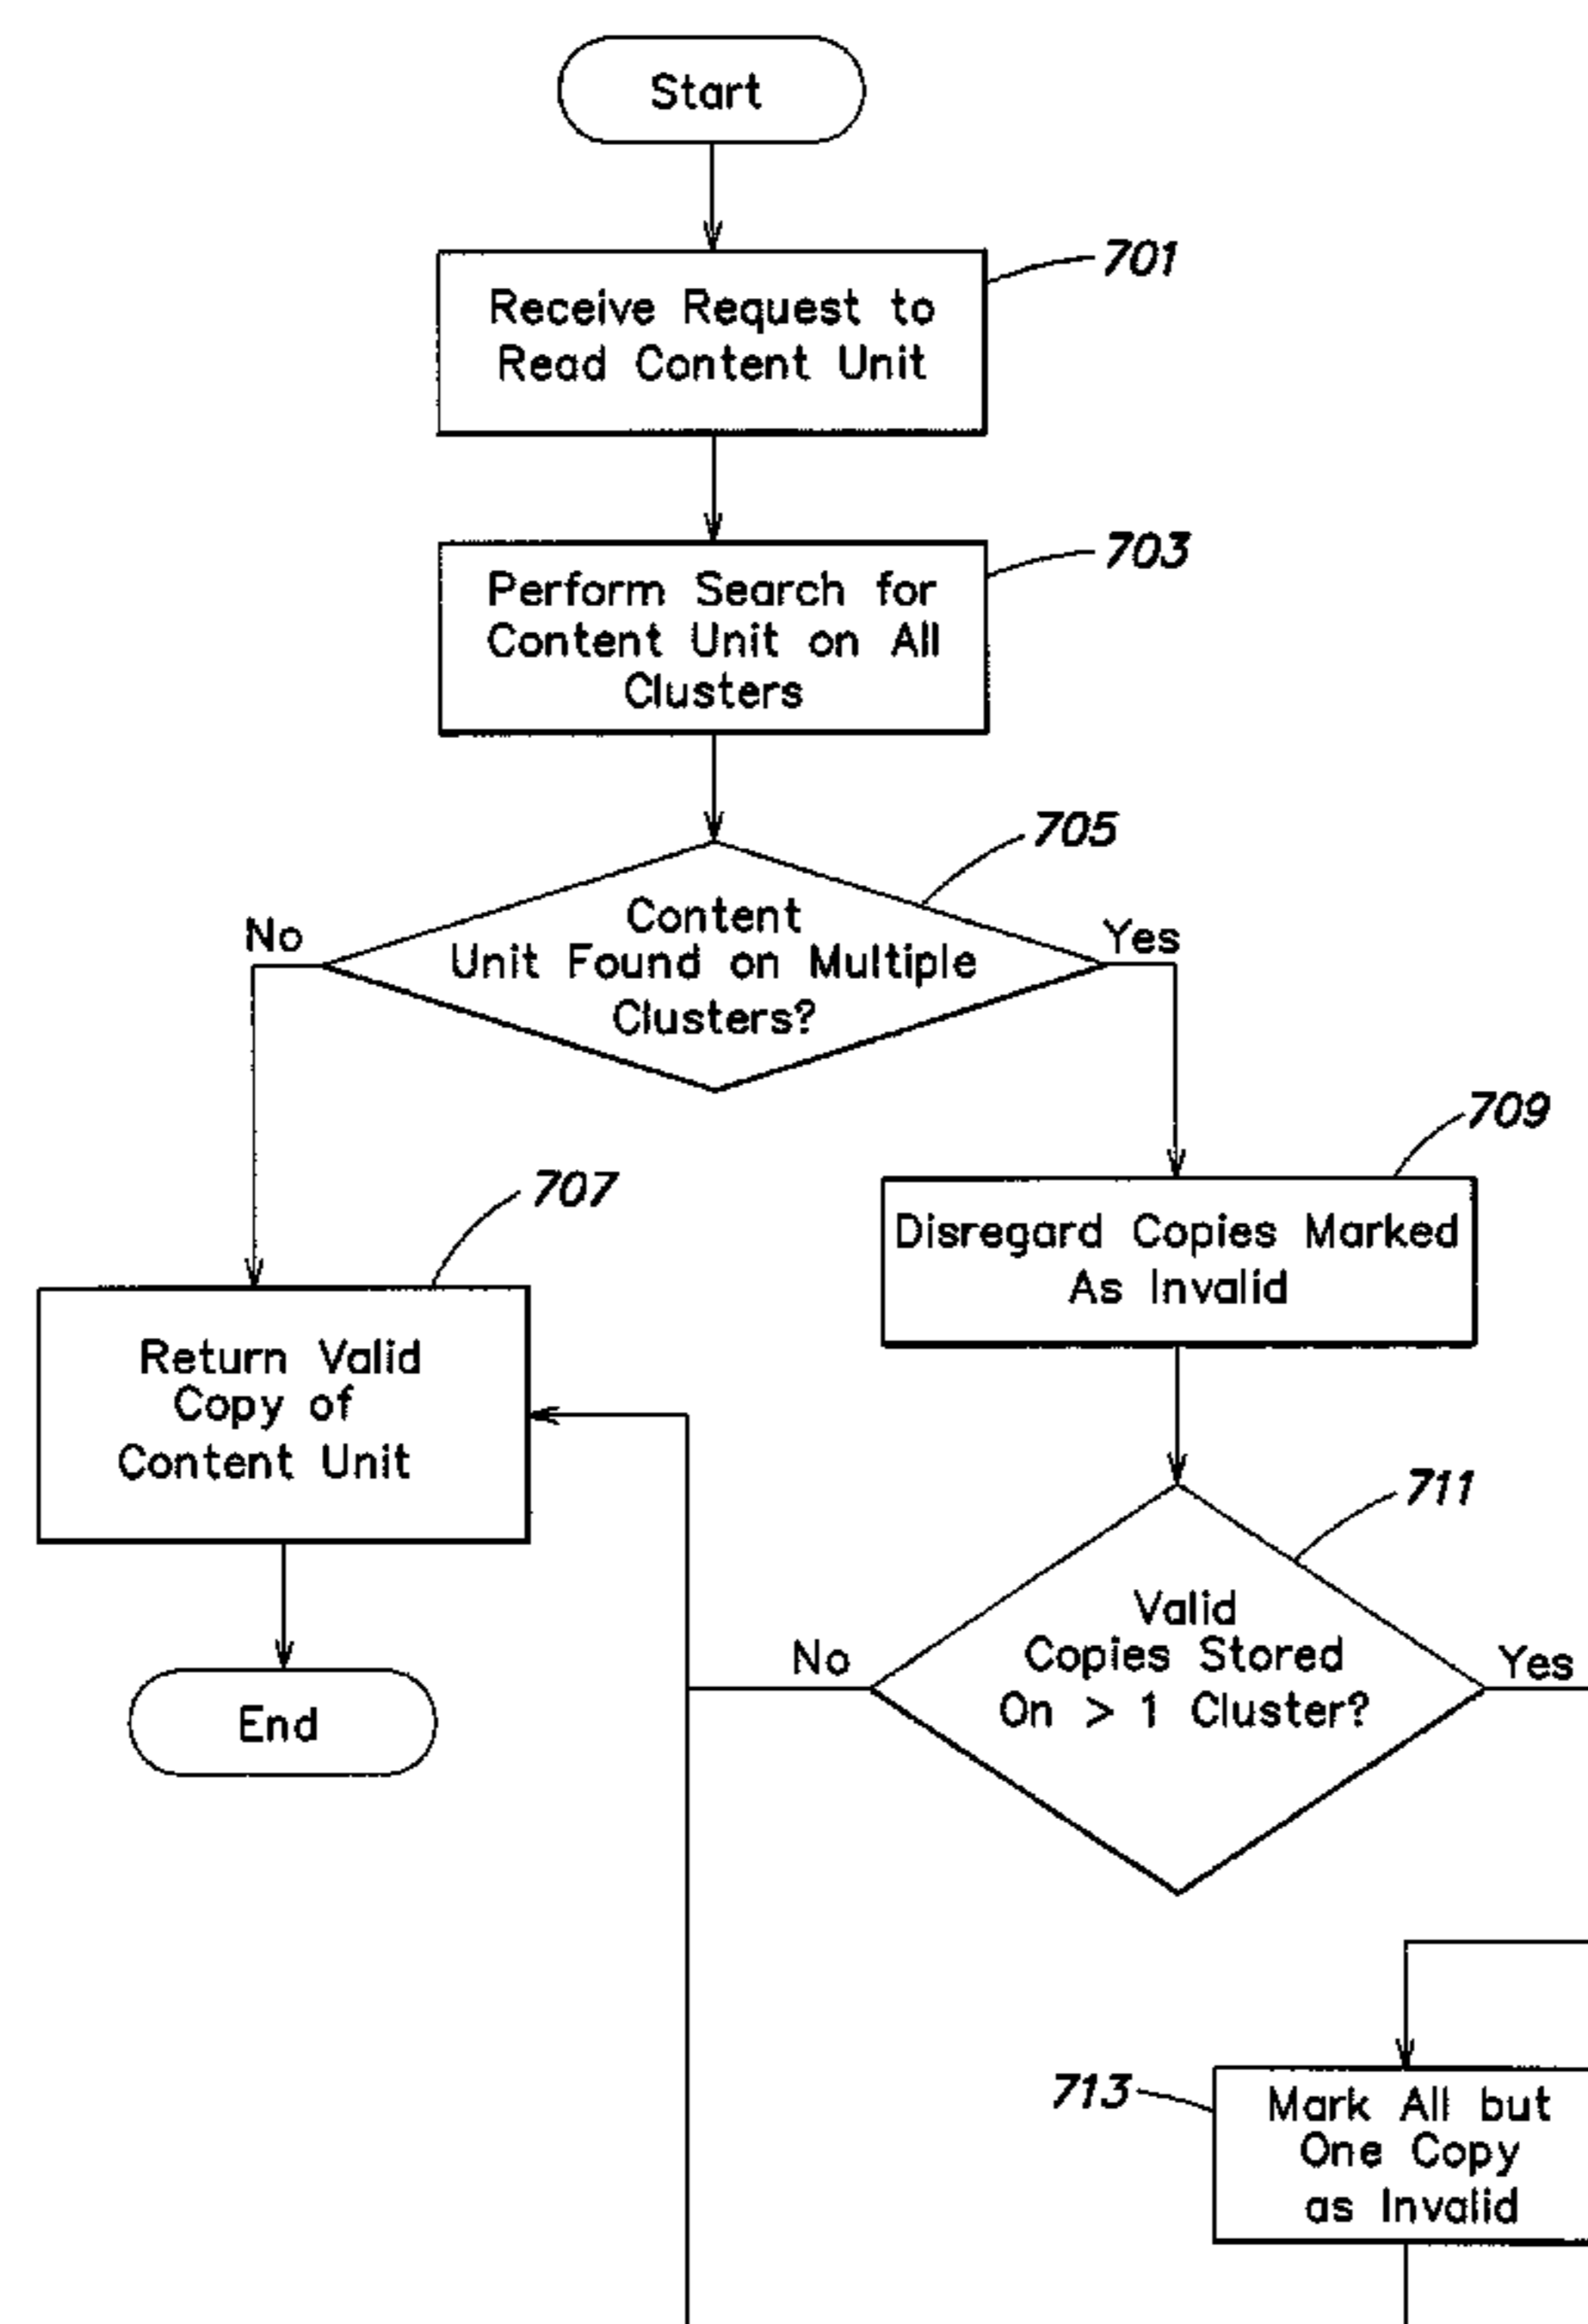 Start
701
Receive Request to
Read Content Unit
703
Perform Search for
Content Unit on All
Clusters
705
Content
Unit Found on Multiple
Clusters?
No
Yes
709
Disregard Copies Marked
As Invalid
707
Return Valid
Copy of
Content Unit
End
711
Valid
Copies Stored
On > 1 Cluster?
No
Yes
713
Mark All but
One Copy
as Invalid